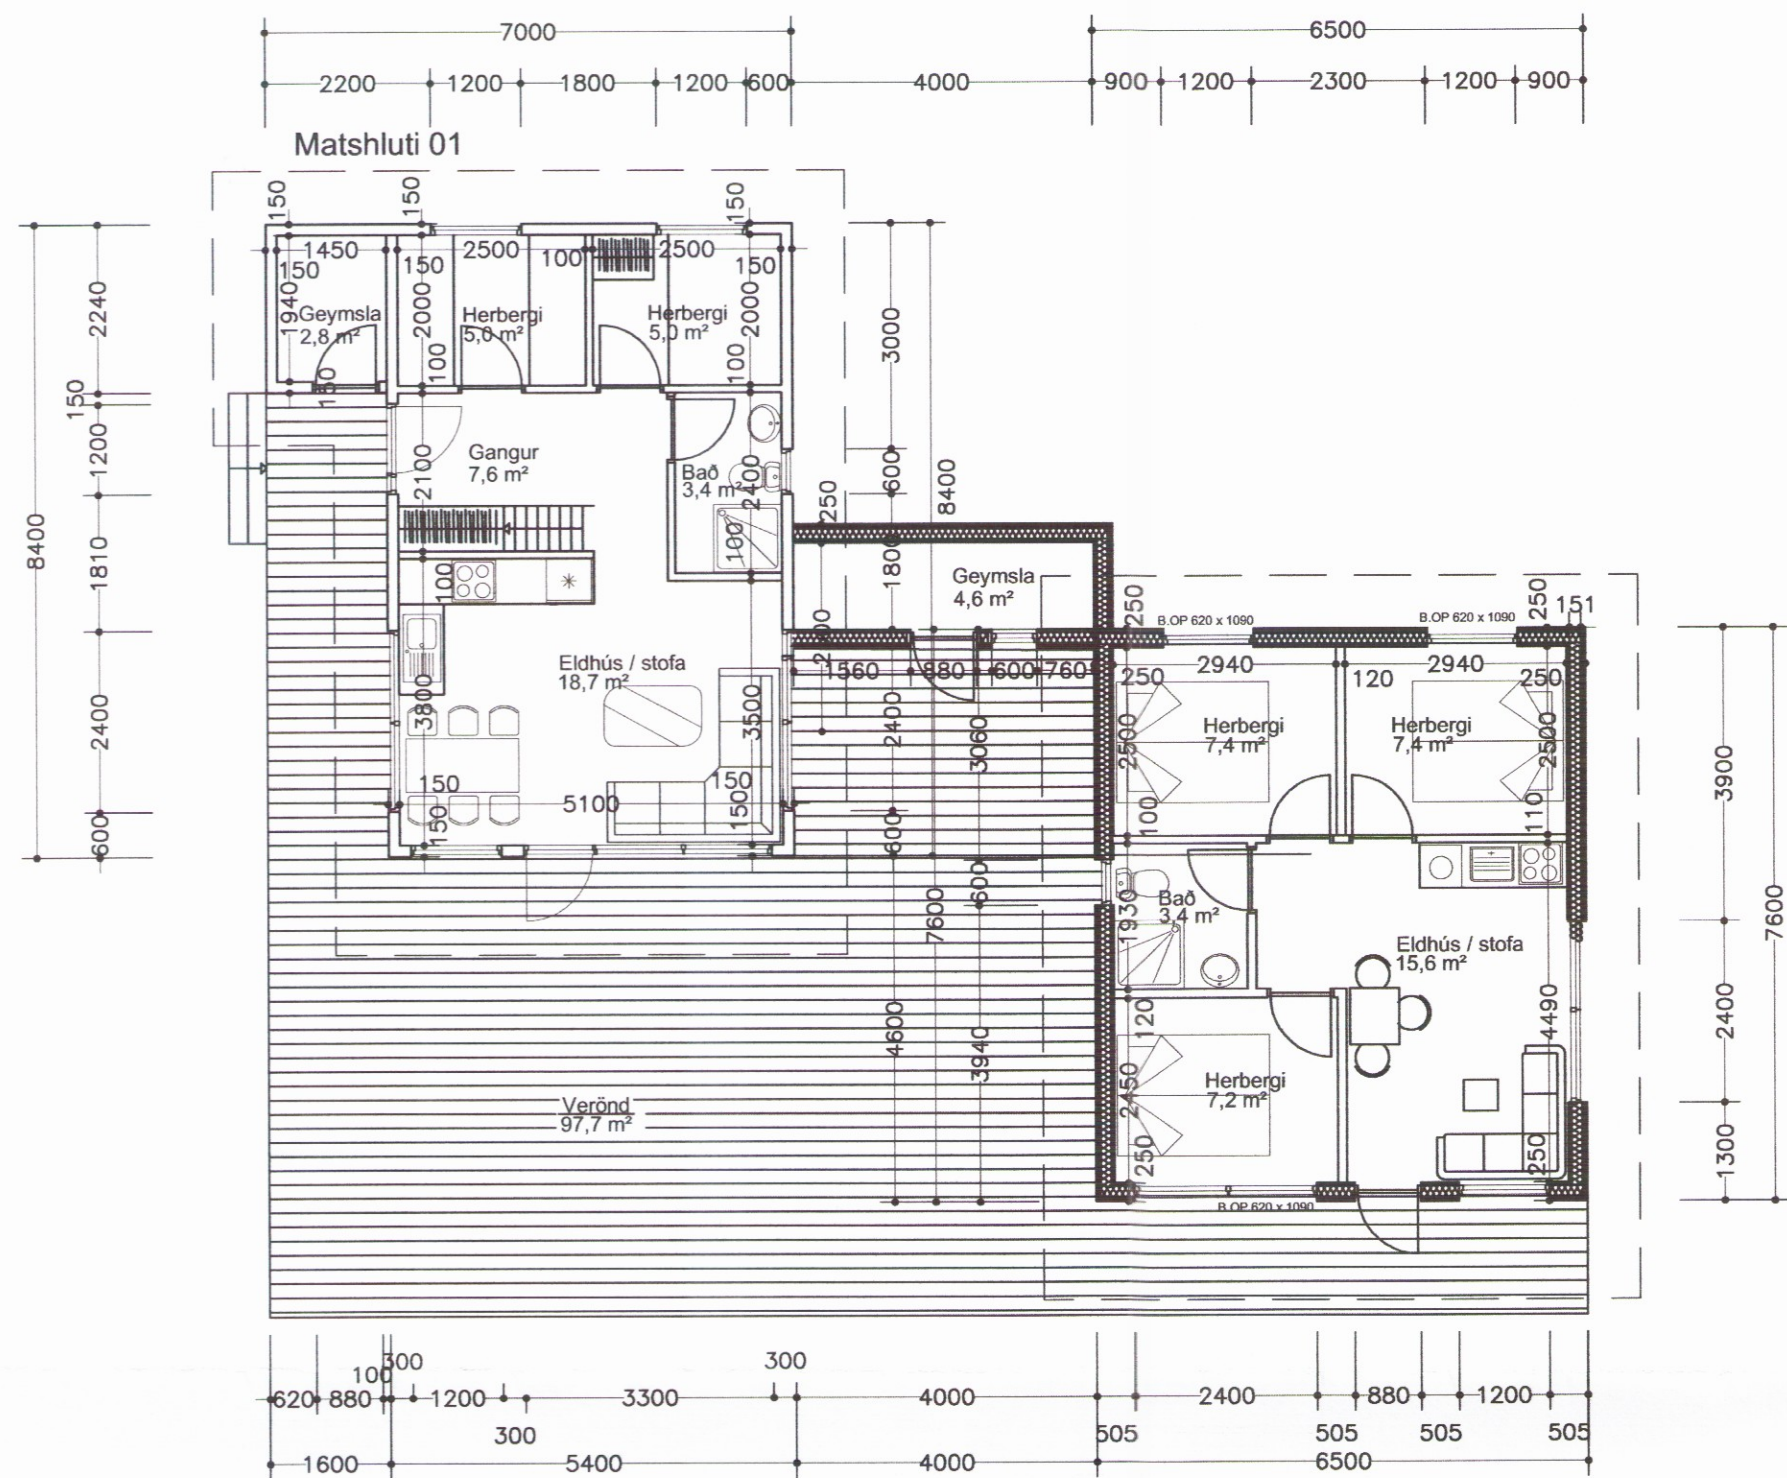 7000
6500
2200 1200 1800 1200 600 4000 900 1200 2300 1200 900
Matshluti 01
150 150 150
1450 2500 100 2500
150 150 150
2240
1940 2000 2000
3000
Geymsla
2,8 m²
Herbergi
5,0 m²
Herbergi
5,0 m²
100 100
150
150
1200
2100
Gangur
7,6 m²
Bað
3,4 m²
2400
600
8400
8400
250
1810
100
100
1800
Geymsla
4,6 m²
250
B.OP 620 x 1090
B.OP 620 x 1090
250
151
Eldhús / stofa
18,7 m²
1560 880 600 760
250 2940 120 2940 250
2400
3800
3500
2400
3060
2500
Herbergi
7,4 m²
Herbergi
7,4 m²
2500
3900
150 150
5100
150
1500
600
600
100
110
600
7600
1930
Bað
3,4 m²
7600
Eldhús / stofa
15,6 m²
4600
3940
120
4490
2400
Verönd
97,7 m²
2450
Herbergi
7,2 m²
250
250
1300
B.OP 620 x 1090
300
100
300
620 880 1200 3300 4000 2400 880 1200
300
505 505 505 505
1600 5400 4000 6500